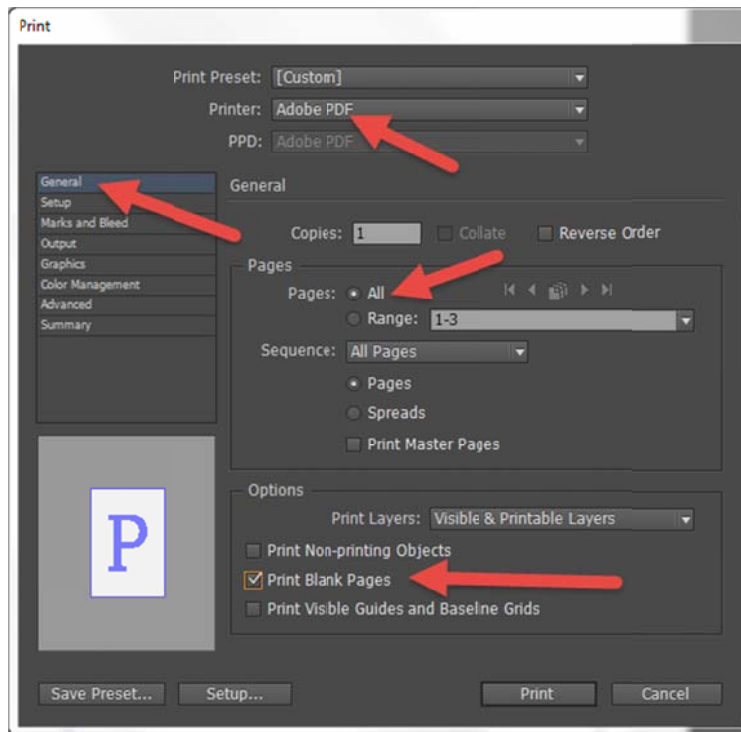 Print
Print Preset: [Custom]
Printer: Adobe PDF
PPD: Adobe PDF
General
Setup
Marks and Bleed
Output
Graphics
Color Management
Advanced
Summary
General
Copies: 1 Collate Reverse Order
Pages
Pages: All
Range: 1-3
Sequence: All Pages
Pages
Spreads
Print Master Pages
P
Options
Print Layers: Visible & Printable Layers
Print Non-printing Objects
Print Blank Pages
Print Visible Guides and Baseline Grids
Save Preset... Setup... Print Cancel